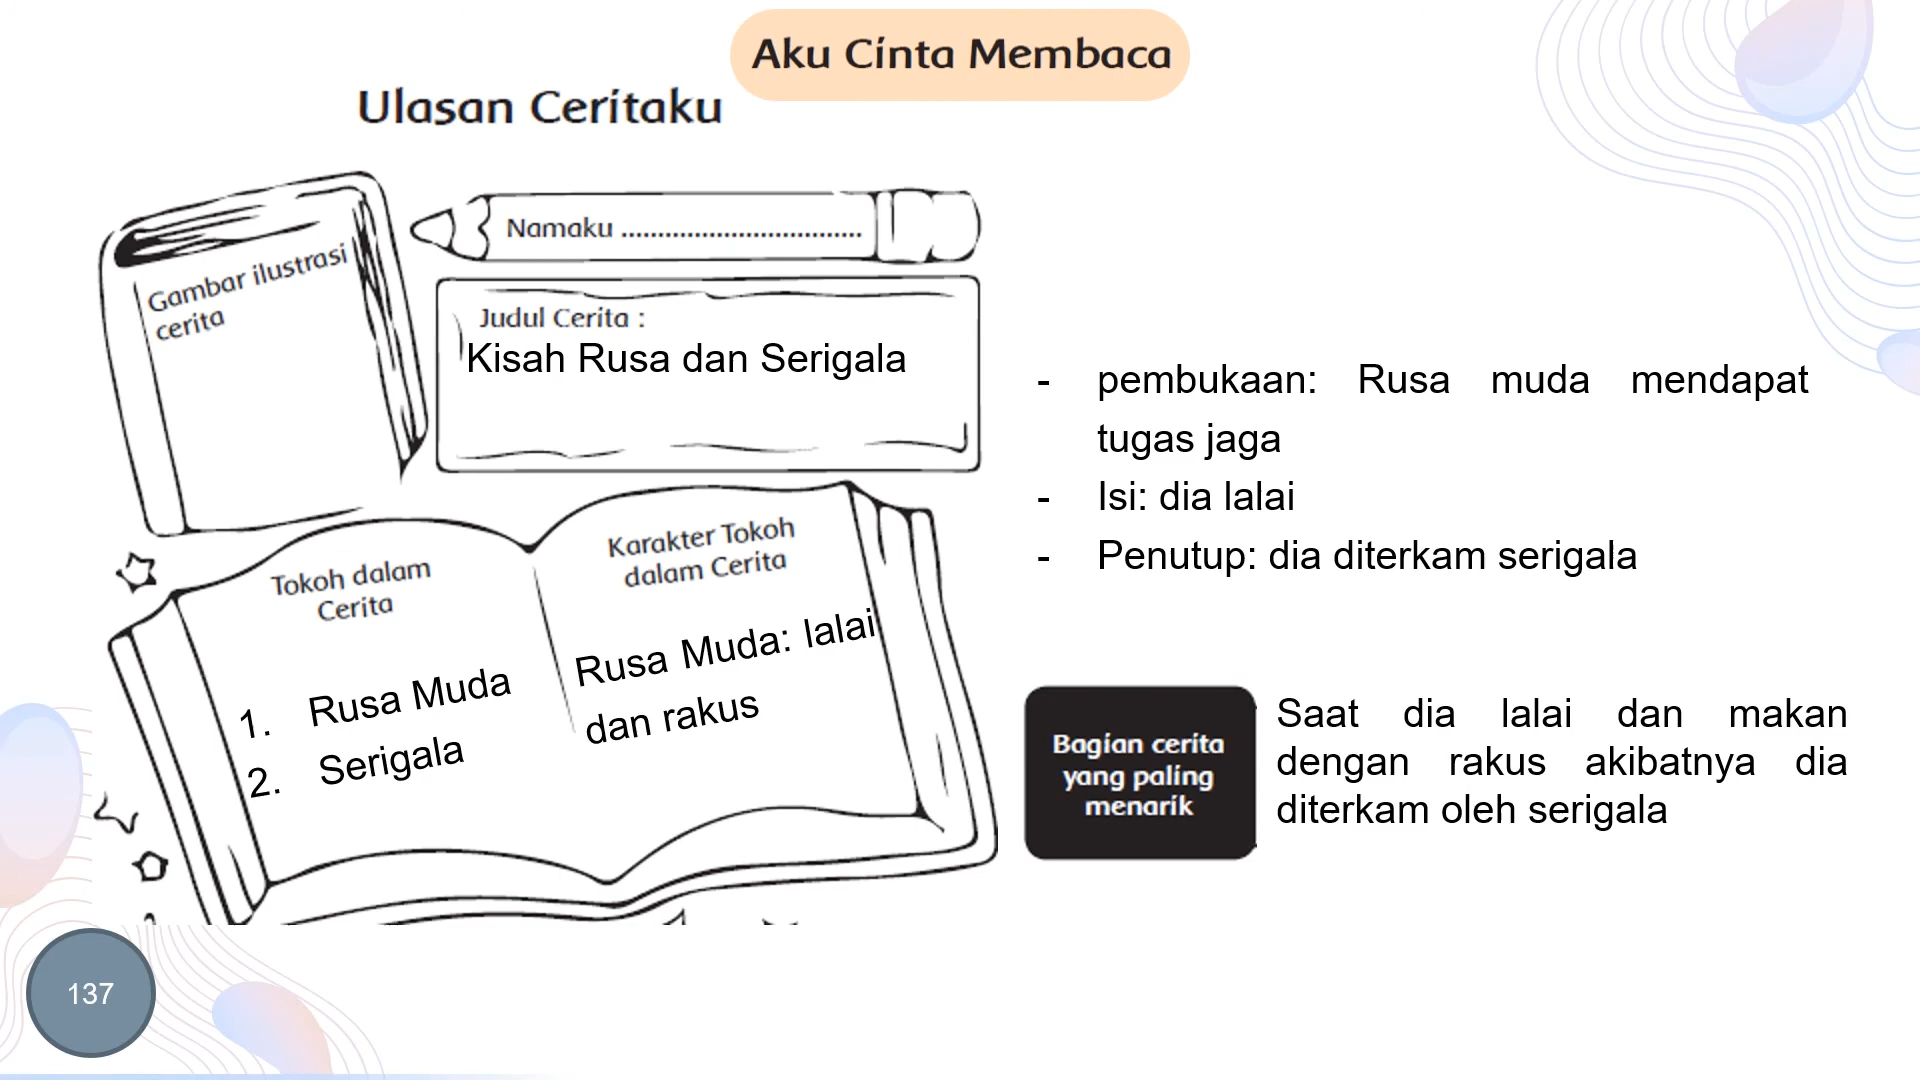 Aku Cinta Membaca
Ulasan Ceritaku
Gambar ilustrasi
cerita
Namaku .................................
Judul Cerita :
Kisah Rusa dan Serigala
Tokoh dalam
Cerita
1. Rusa Muda
2. Serigala
Karakter Tokoh
dalam Cerita
Rusa Muda: lalai
dan rakus
- pembukaan: Rusa muda mendapat
tugas jaga
- Isi: dia lalai
- Penutup: dia diterkam serigala
Bagian cerita
yang paling
menarik
Saat dia lalai dan makan
dengan rakus akibatnya dia
diterkam oleh serigala
137